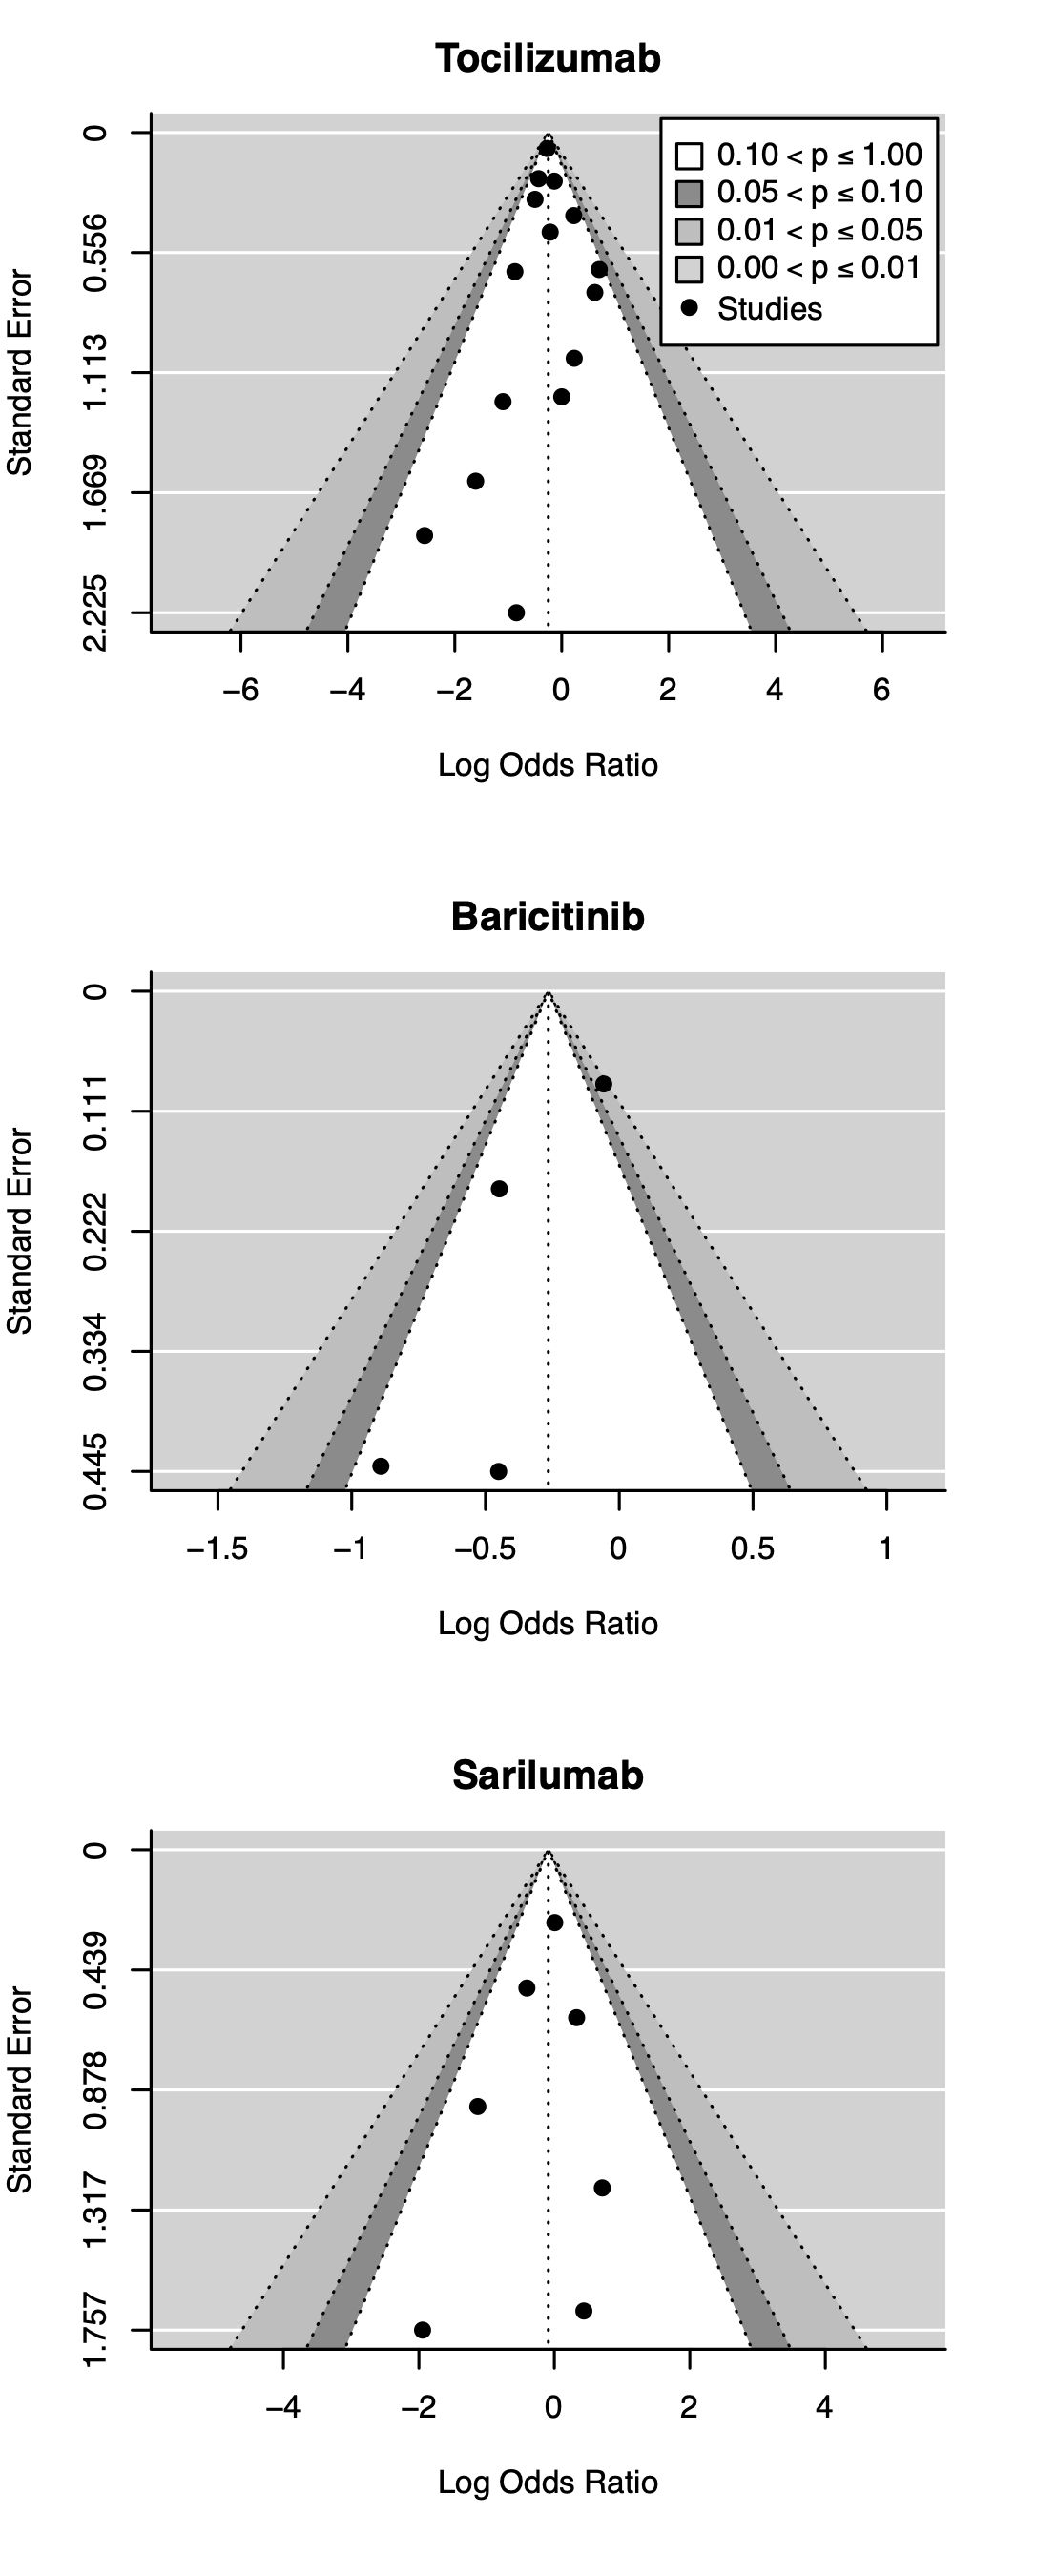 Tocilizumab
0.10 < p ≤ 1.00
0.05 < p ≤ 0.10
0.01 < p ≤ 0.05
0.00 < p ≤ 0.01
Studies
Standard Error
0
0.556
1.113
1.669
2.2225
−6 −4 −2 0 2 4 6
Log Odds Ratio
Baricitinib
Standard Error
0
0.111
0.222
0.334
0.445
−1.5 −1 −0.5 0 0.5 1
Log Odds Ratio
Sarilumab
Standard Error
0
0.439
0.878
1.317
1.757
−4 −2 0 2 4
Log Odds Ratio